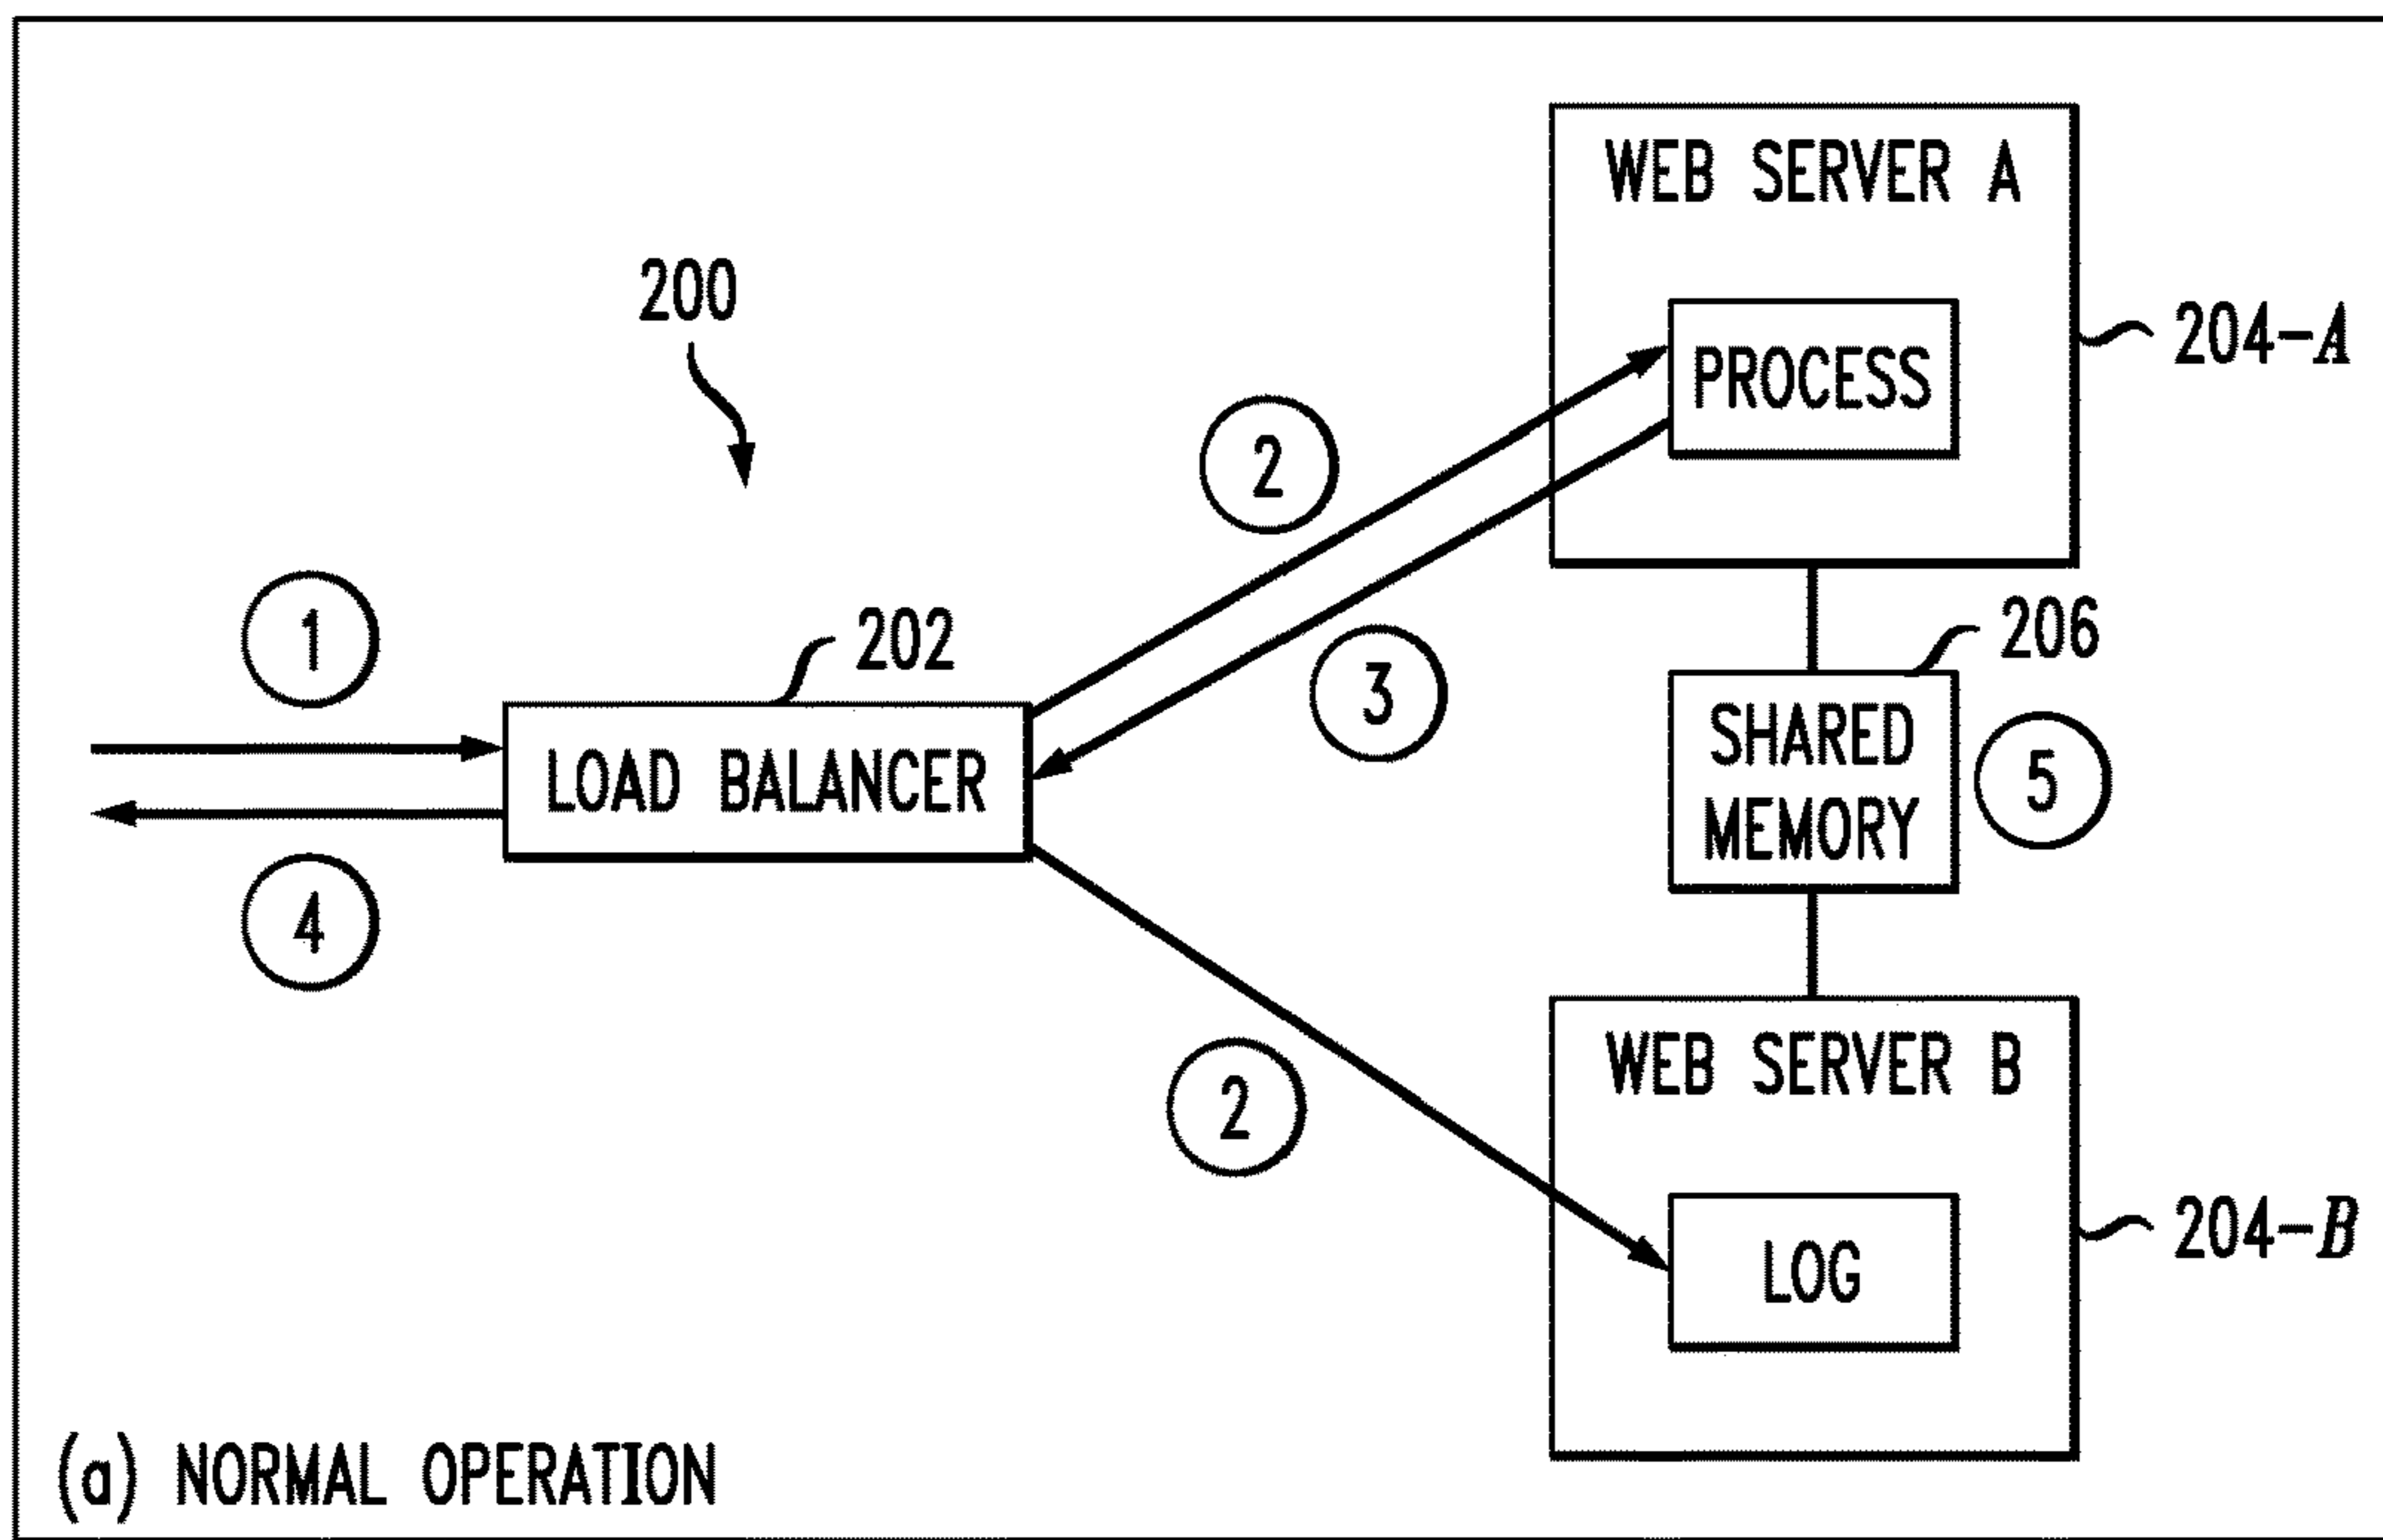 WEB SERVER A
200
PROCESS
204-A
2
1
202
206
3
SHARED
MEMORY
5
LOAD BALANCER
4
WEB SERVER B
2
204-B
LOG
(a) NORMAL OPERATION